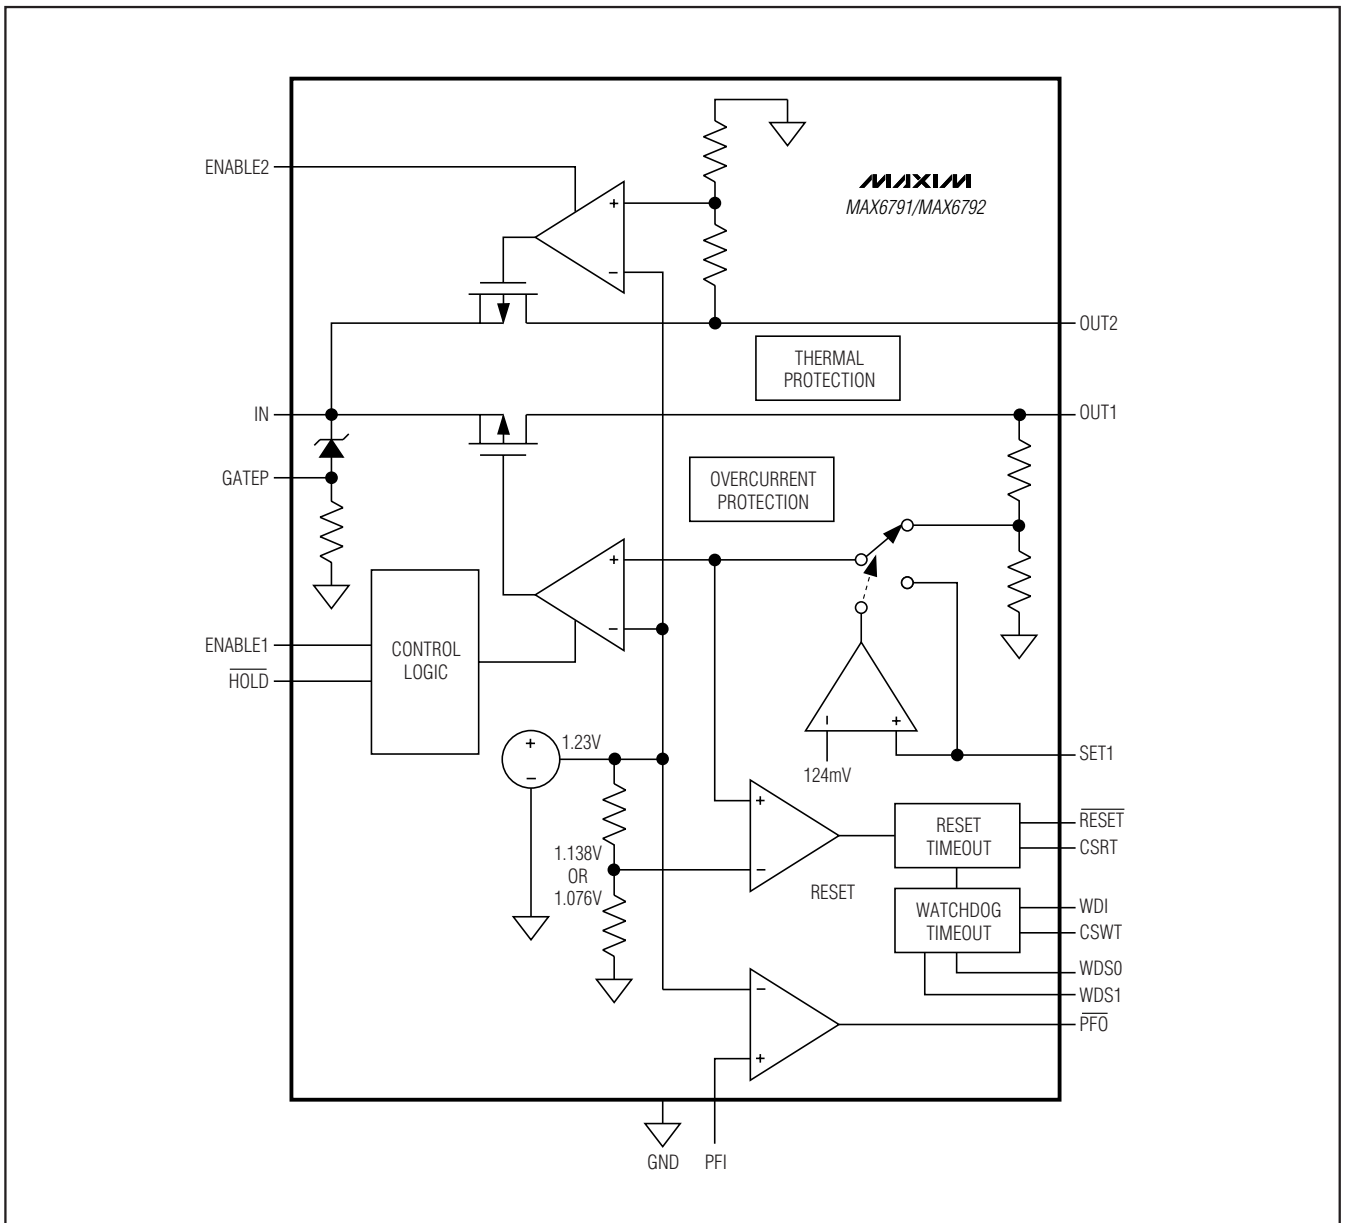 MAXIM
MAX6791/MAX6792
ENABLE2
+
−
OUT2
THERMAL
PROTECTION
IN
OUT1
GATEP
OVERCURRENT
PROTECTION
+
−
ENABLE1
HOLD
CONTROL
LOGIC
− +
124mV
SET1
+
−
1.23V
1.138V
OR
1.076V
+
−
RESET
RESET
TIMEOUT
RESET
CSRT
WATCHDOG
TIMEOUT
WDI
CSWT
WDS0
WDS1
−
+
PFO
GND
PFI